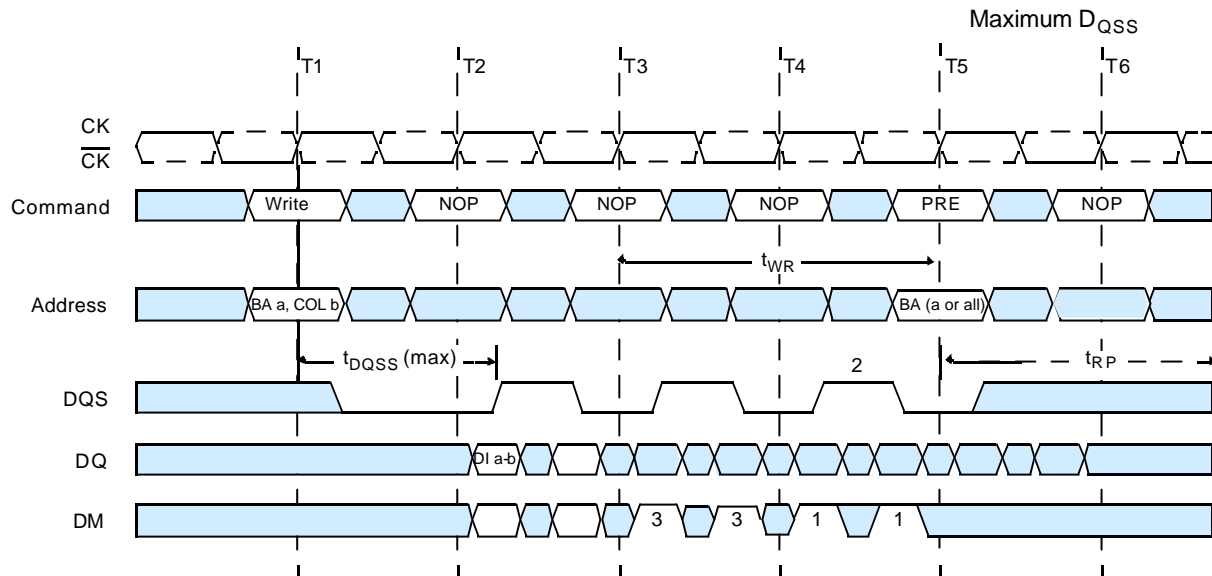 Maximum DQSS
T1 T2 T3 T4 T5 T6
CK
CK
Command Write NOP NOP NOP PRE NOP
tWR
Address BA a, COL b BA (a or all)
tDQSS (max) tRP
2
DQS
DQ DI a-b
DM 3 3 1 1